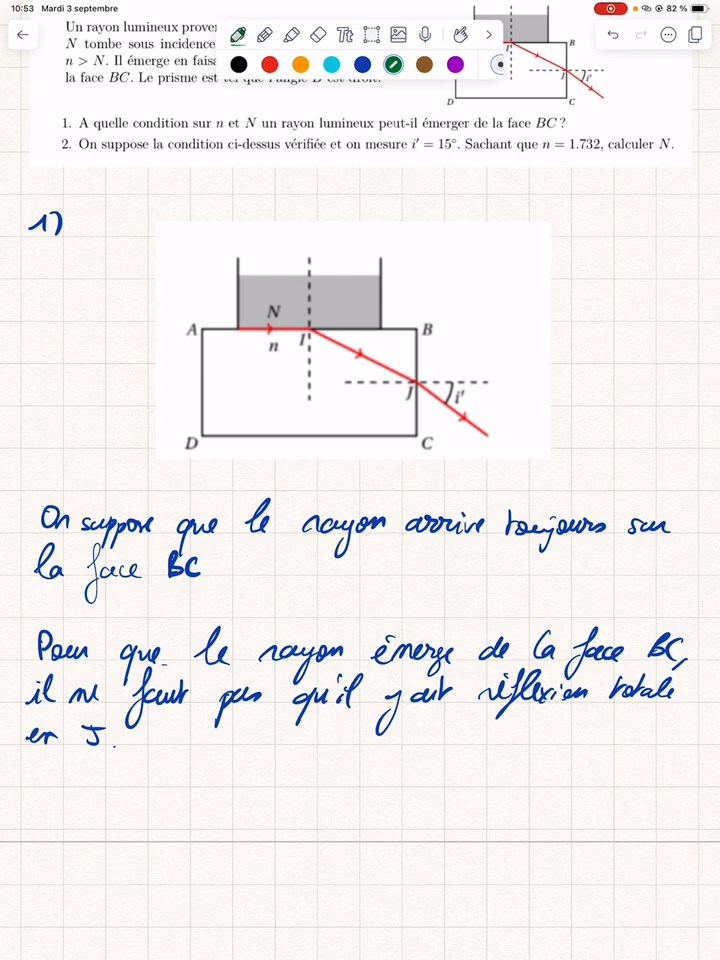 10:53 Mardi 3 septembre
82 %
Un rayon lumineux
N tombe sous incidence
n > N. Il émerge en
la face BC. Le prisme est
B
J
i'
D
C
1. A quelle condition sur n et N un rayon lumineux peut-il émerger de la face BC ?
2. On suppose la condition ci-dessus vérifiée et on mesure i' = 15°. Sachant que n = 1.732, calculer N.
1)
N
A
B
n
I
J
i'
D
C
On suppose que le rayon arrive toujours sur
la face BC
Pour que le rayon émerge de la face BC,
il ne faut pas qu'il y ait réflexion totale
en J.